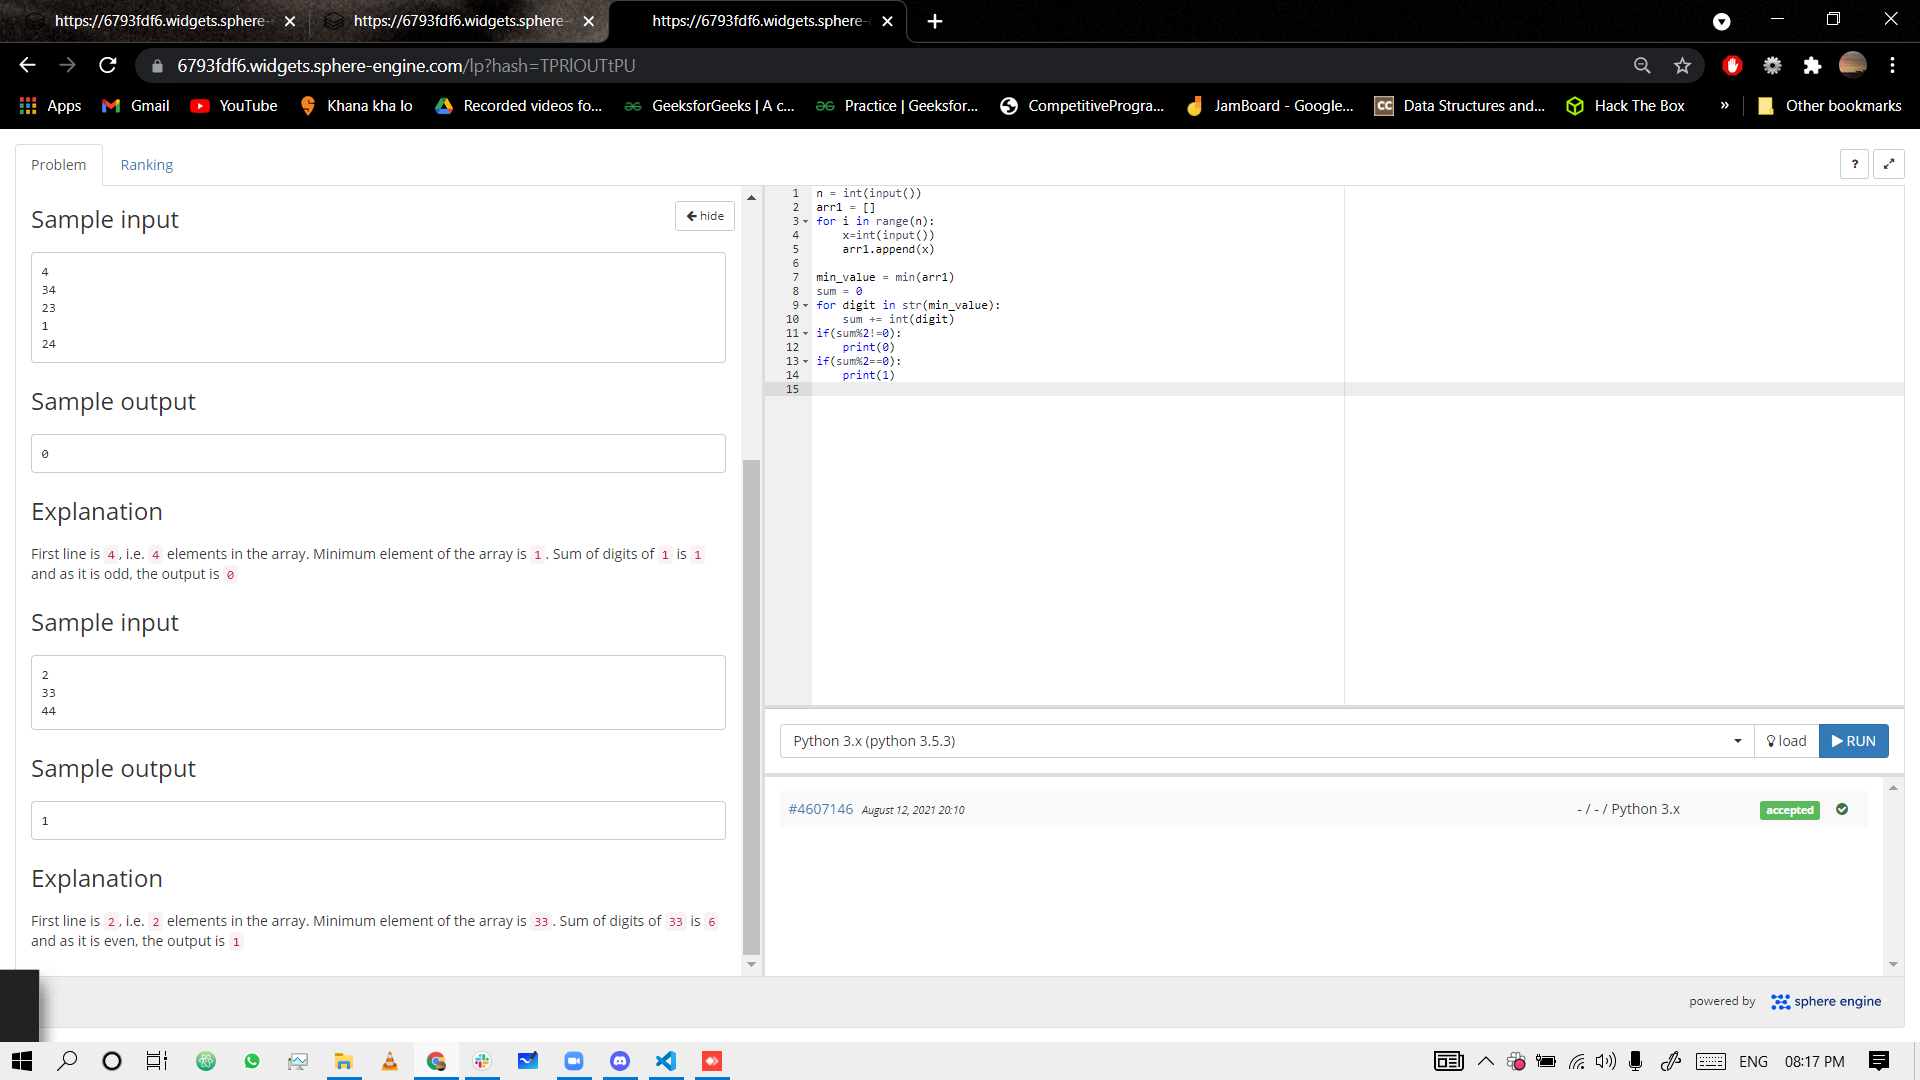 https://6793fdf6.widgets.sphere-
https://6793fdf6.widgets.sphere-
https://6793fdf6.widgets.sphere-
6793fdf6.widgets.sphere-engine.com/lp?hash=TPRlOUTtPU
Apps
Gmail
YouTube
Khana kha lo
Recorded videos fo...
GeeksforGeeks | A c...
Practice | Geeksfor...
CompetitivePrograa...
JamBoard - Google...
CC Data Structures and...
Hack The Box
»
Other bookmarks
Problem
Ranking
?
Sample input
hide
4
34
23
1
24
Sample output
0
Explanation
First line is 4, i.e. 4 elements in the array. Minimum element of the array is 1. Sum of digits of 1 is 1
and as it is odd, the output is 0
Sample input
2
33
44
Sample output
1
Explanation
First line is 2, i.e. 2 elements in the array. Minimum element of the array is 33. Sum of digits of 33 is 6
and as it is even, the output is 1
1 n = int(input())
2 arr1 = []
3 for i in range(n):
4 x=int(input())
5 arr1.append(x)
6
7 min_value = min(arr1)
8 sum = 0
9 for digit in str(min_value):
10 sum += int(digit)
11 if(sum%2!=0):
12 print(0)
13 if(sum%2==0):
14 print(1)
15
Python 3.x (python 3.5.3)
load
RUN
#4607146 August 12, 2021 20:10
- / - / Python 3.x
accepted
powered by sphere engine
ENG
08:17 PM